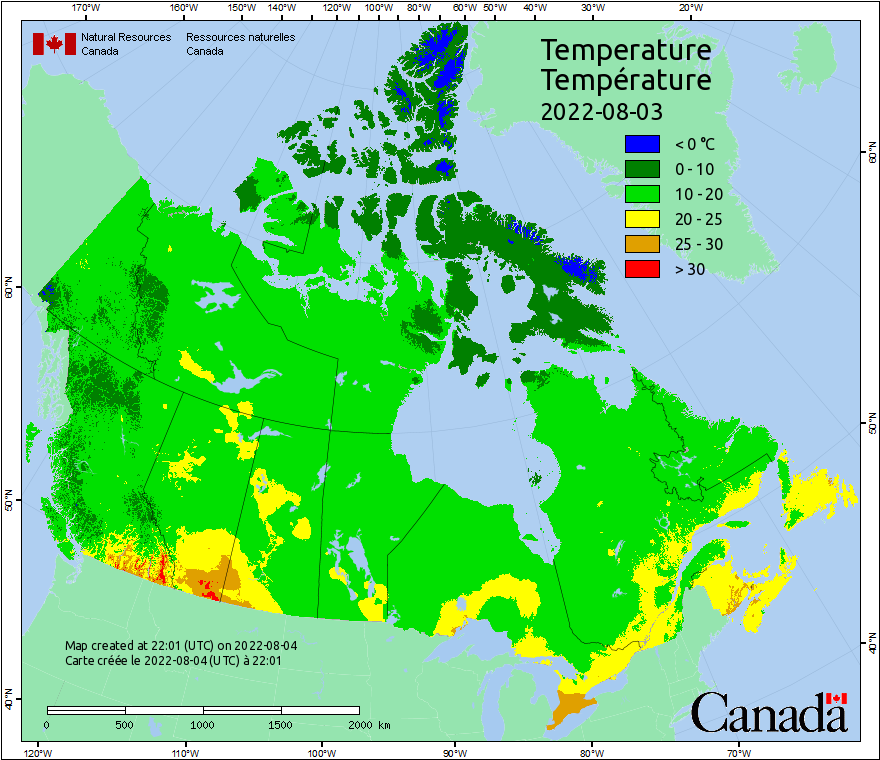 170°W 160°W 150°W 140°W 130°W 120°W 110°W 100°W 90°W 80°W 70°W 60°W 50°W 40°W 30°W 20°W
Natural Resources Canada
Ressources naturelles Canada
Temperature
Température
2022-08-03
< 0 °C
0 - 10
10 - 20
20 - 25
25 - 30
> 30
60°N
50°N
40°N
60°N
50°N
40°N
Map created at 22:01 (UTC) on 2022-08-04
Carte créée le 2022-08-04 (UTC) à 22:01
0 500 1000 1500 2000 km
Canada
120°W 110°W 100°W 90°W 80°W 70°W